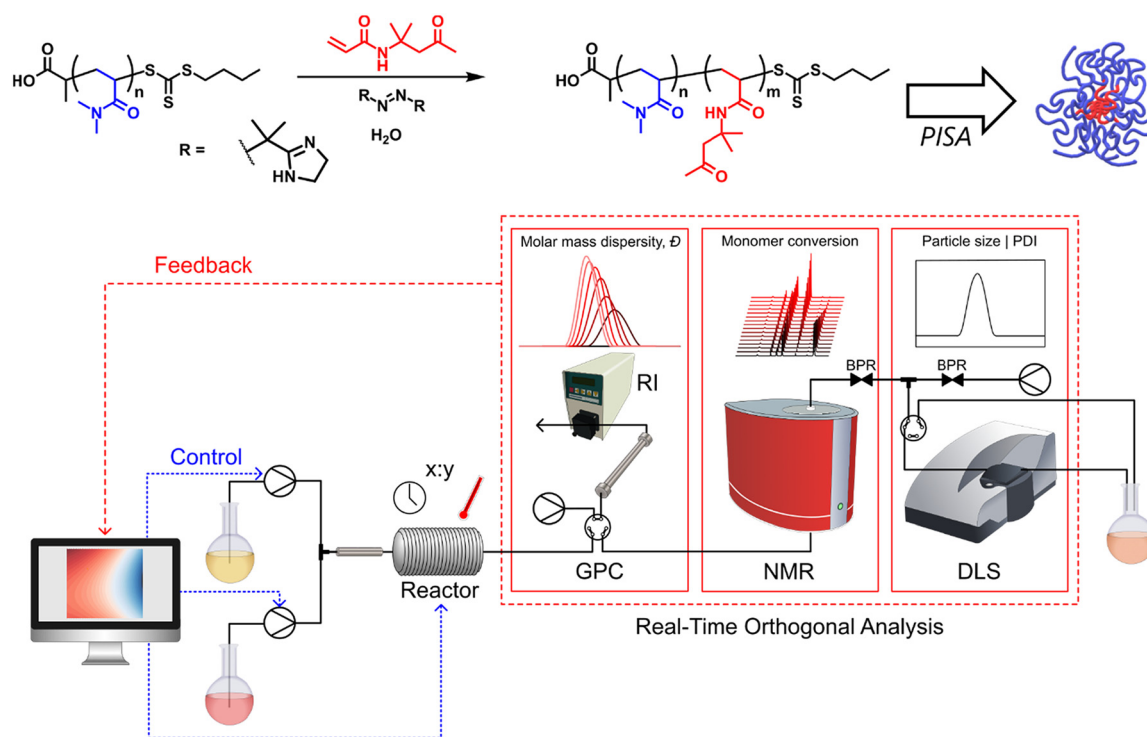 O
HO
n
S
S
S
N
O
O
N
H
O
R
N
N
R
H₂O
R =
N
HN
O
HO
n
m
S
S
S
N
O
HN
O
O
PISA
Feedback
Control
x:y
Reactor
Molar mass dispersity, Đ
RI
GPC
Monomer conversion
BPR
NMR
Particle size | PDI
BPR
DLS
Real-Time Orthogonal Analysis